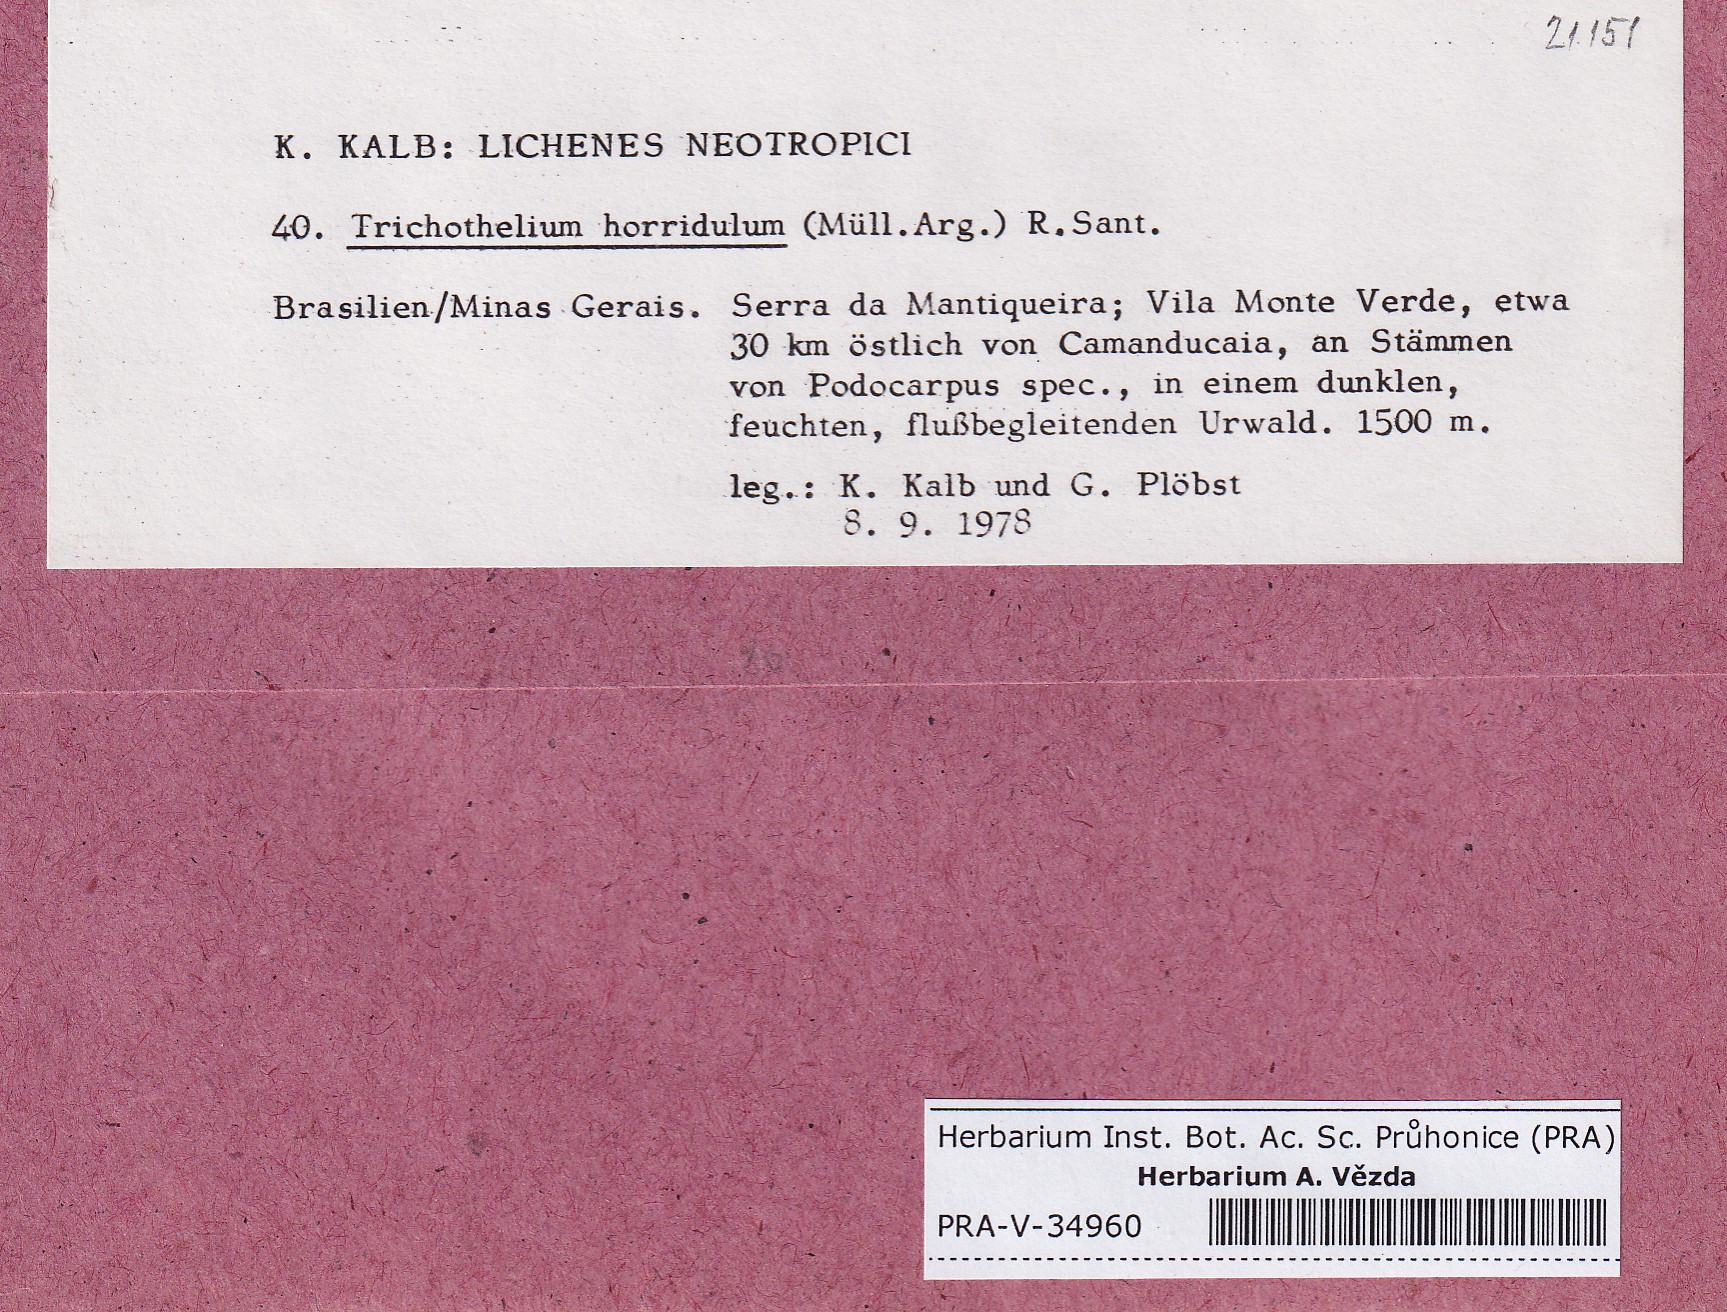 21.151
K. KALB: LICHENES NEOTROPICI
40. Trichothelium horridulum (Müll.Arg.) R.Sant.
Brasilien/Minas Gerais. Serra da Mantiqueira; Vila Monte Verde, etwa
30 km östlich von Camanducaia, an Stämmen
von Podocarpus spec., in einem dunklen,
feuchten, flußbegleitenden Urwald. 1500 m.
leg.: K. Kalb und G. Plöbst
8. 9. 1978
Herbarium Inst. Bot. Ac. Sc. Průhonice (PRA)
Herbarium A. Vězda
PRA-V-34960